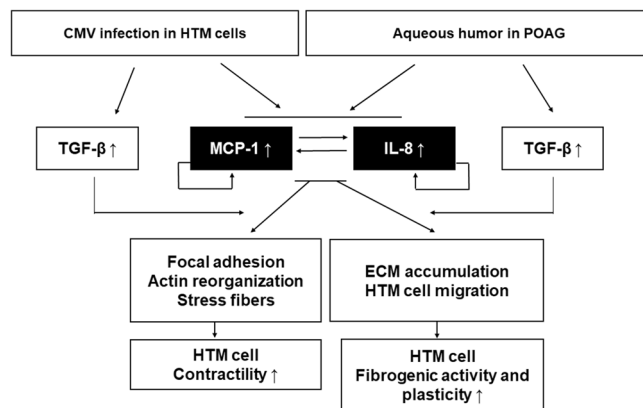 CMV infection in HTM cells
Aqueous humor in POAG
TGF-β ↑
MCP-1 ↑
IL-8 ↑
TGF-β ↑
Focal adhesion
Actin reorganization
Stress fibers
ECM accumulation
HTM cell migration
HTM cell
Contractility ↑
HTM cell
Fibrogenic activity and
plasticity ↑